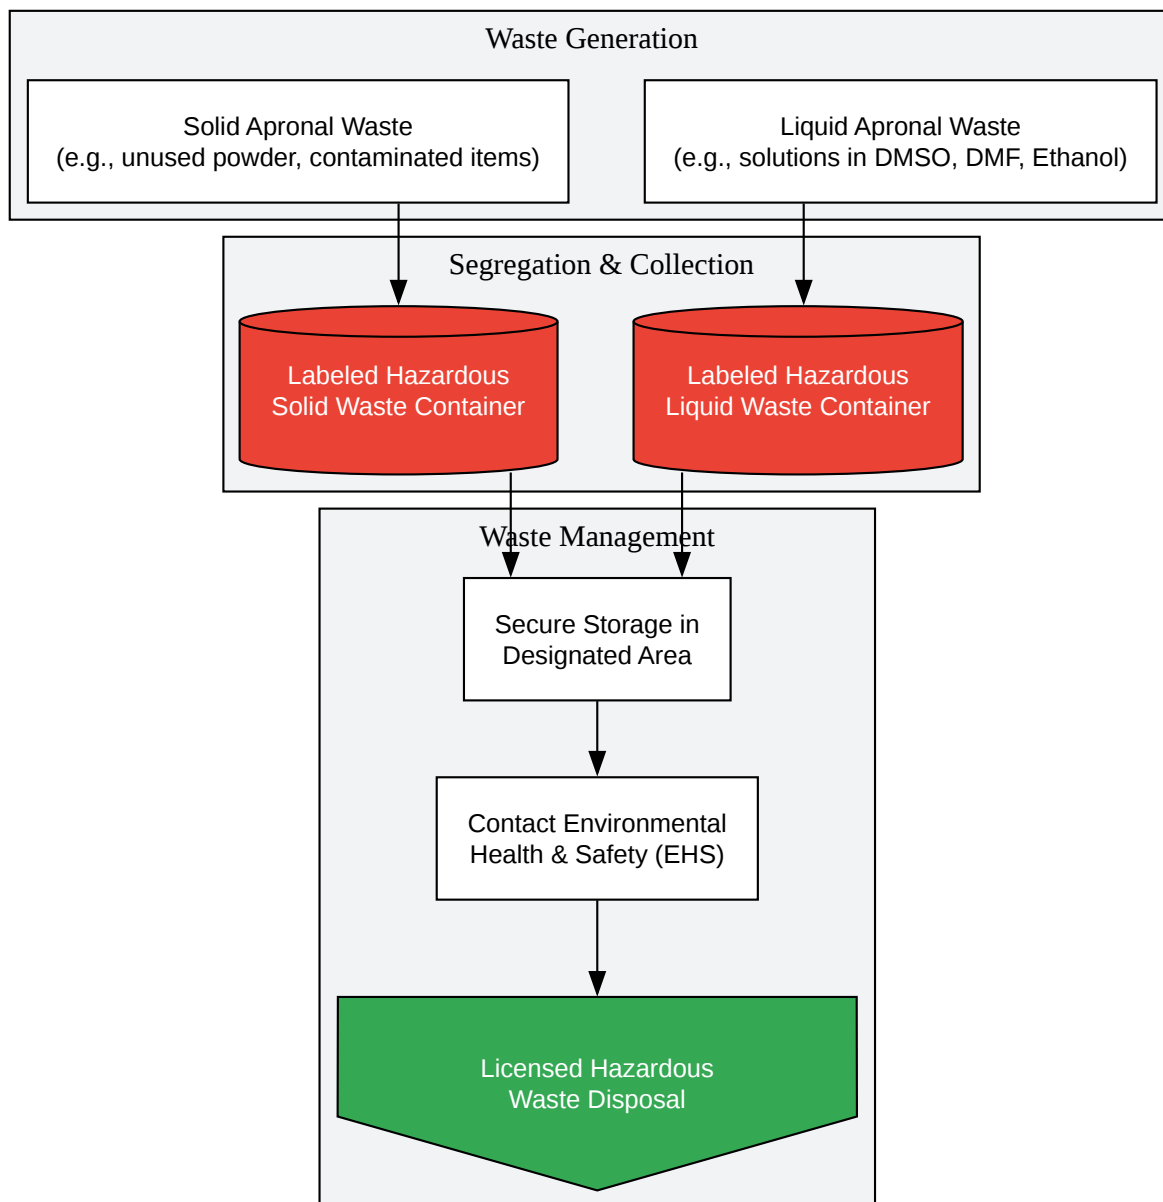 Waste Generation
Solid Apronal Waste
(e.g., unused powder, contaminated items)
Liquid Apronal Waste
(e.g., solutions in DMSO, DMF, Ethanol)
Segregation & Collection
Labeled Hazardous
Solid Waste Container
Labeled Hazardous
Liquid Waste Container
Waste Management
Secure Storage in
Designated Area
Contact Environmental
Health & Safety (EHS)
Licensed Hazardous
Waste Disposal